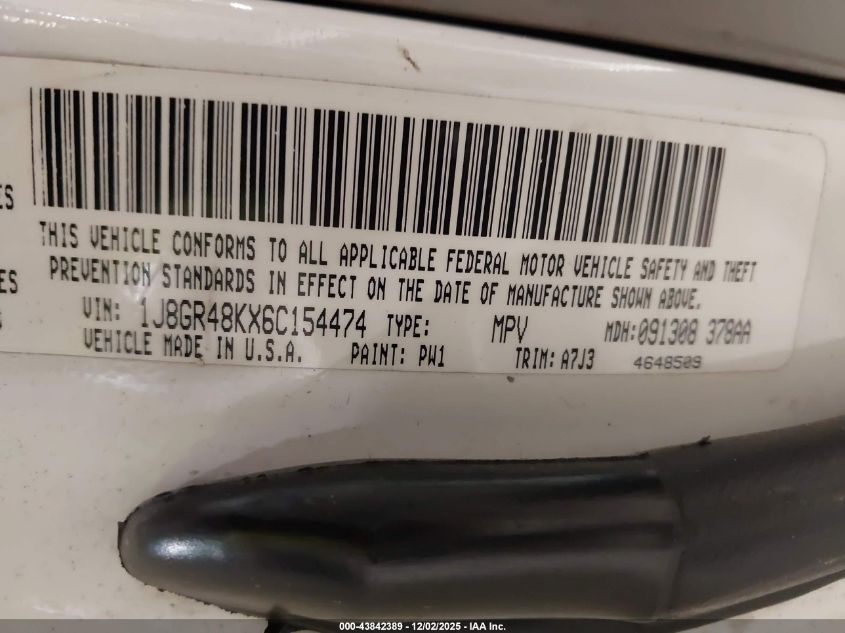 ES
THIS VEHICLE CONFORMS TO ALL APPLICABLE FEDERAL MOTOR VEHICLE SAFETY AND THEFT
PREVENTION STANDARDS IN EFFECT ON THE DATE OF MANUFACTURE SHOWN ABOVE.
ES
VIN: 1J8GR48KX6C154474 TYPE: MPV MDH: 091308 378AA
VEHICLE MADE IN U.S.A. PAINT: PW1 TRIM: A7J3 4648509
000-43842389 - 12/02/2025 - IAA Inc.